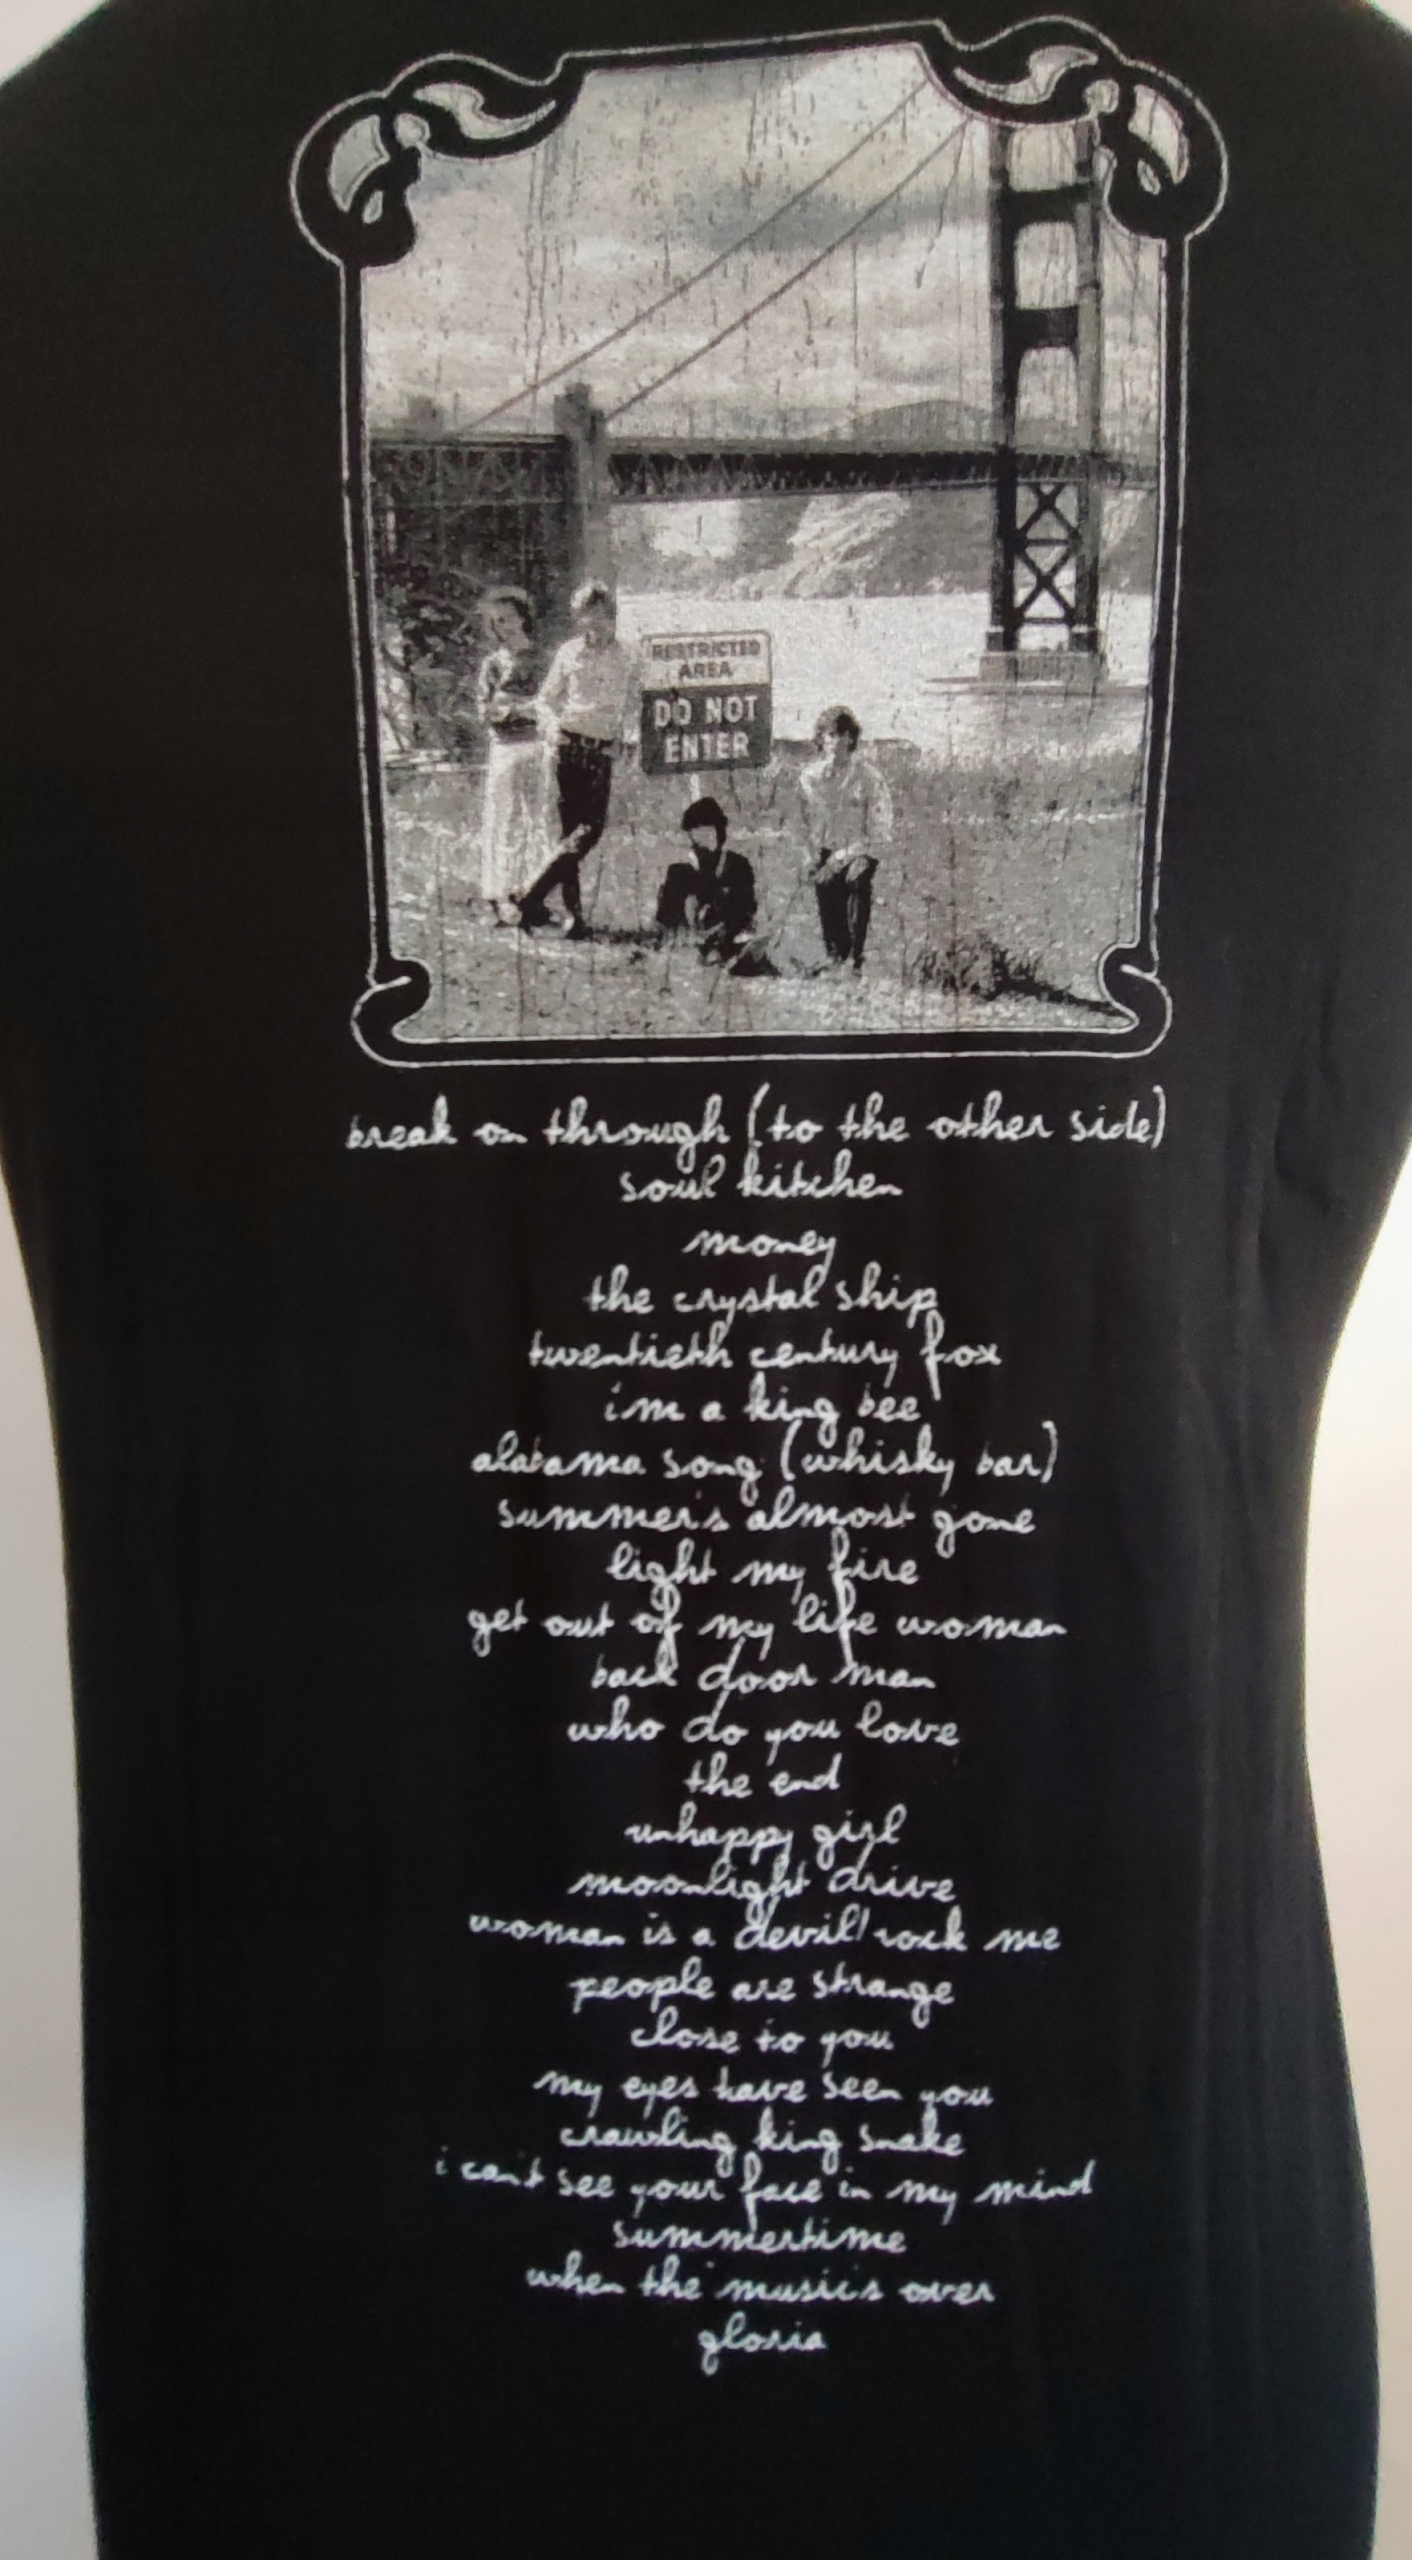 RESTRICTED
AREA
DO NOT
ENTER
break on through (to the other side)
soul kitchen
money
the crystal ship
twentieth century fox
i'm a king bee
alabama song (whisky bar)
summer's almost gone
light my fire
get out of my life woman
back door man
who do you love
the end
unhappy girl
moonlight drive
woman is a devil/rock me
people are strange
close to you
my eyes have seen you
crawling king snake
i can't see your face in my mind
summertime
when the music's over
gloria